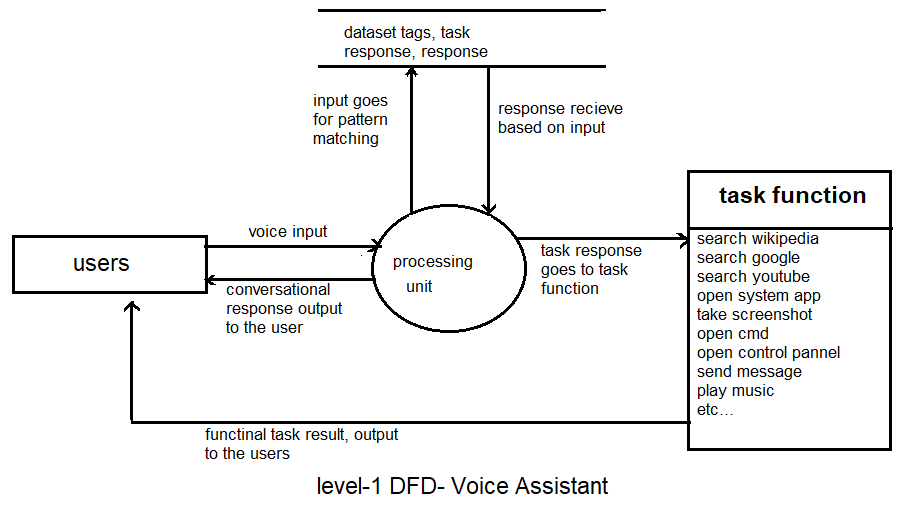 dataset tags, task
response, response
input goes
for pattern
matching
response recieve
based on input
task function
voice input
users
processing
unit
task response
goes to task
function
conversational
response output
to the user
search wikipedia
search google
search youtube
open system app
take screenshot
open cmd
open control pannel
send message
play music
etc...
functinal task result, output
to the users
level-1 DFD- Voice Assistant